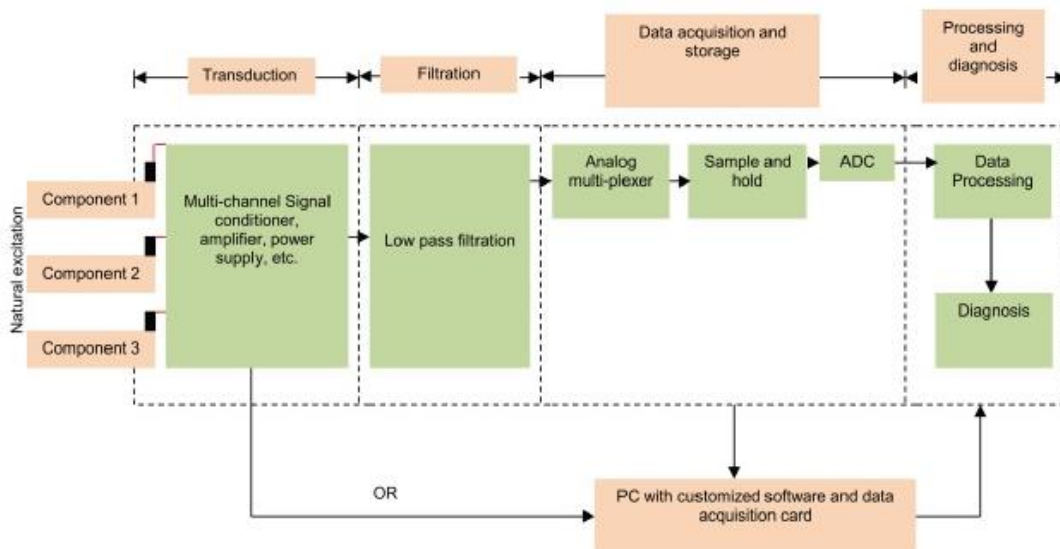 Transduction
Filtration
Data acquisition and
storage
Processing
and
diagnosis
Natural excitation
Component 1
Component 2
Component 3
Multi-channel Signal
conditioner,
amplifier, power
supply, etc.
Low pass filtration
Analog
multi-plexer
Sample and
hold
ADC
Data
Processing
Diagnosis
OR
PC with customized software and data
acquisition card